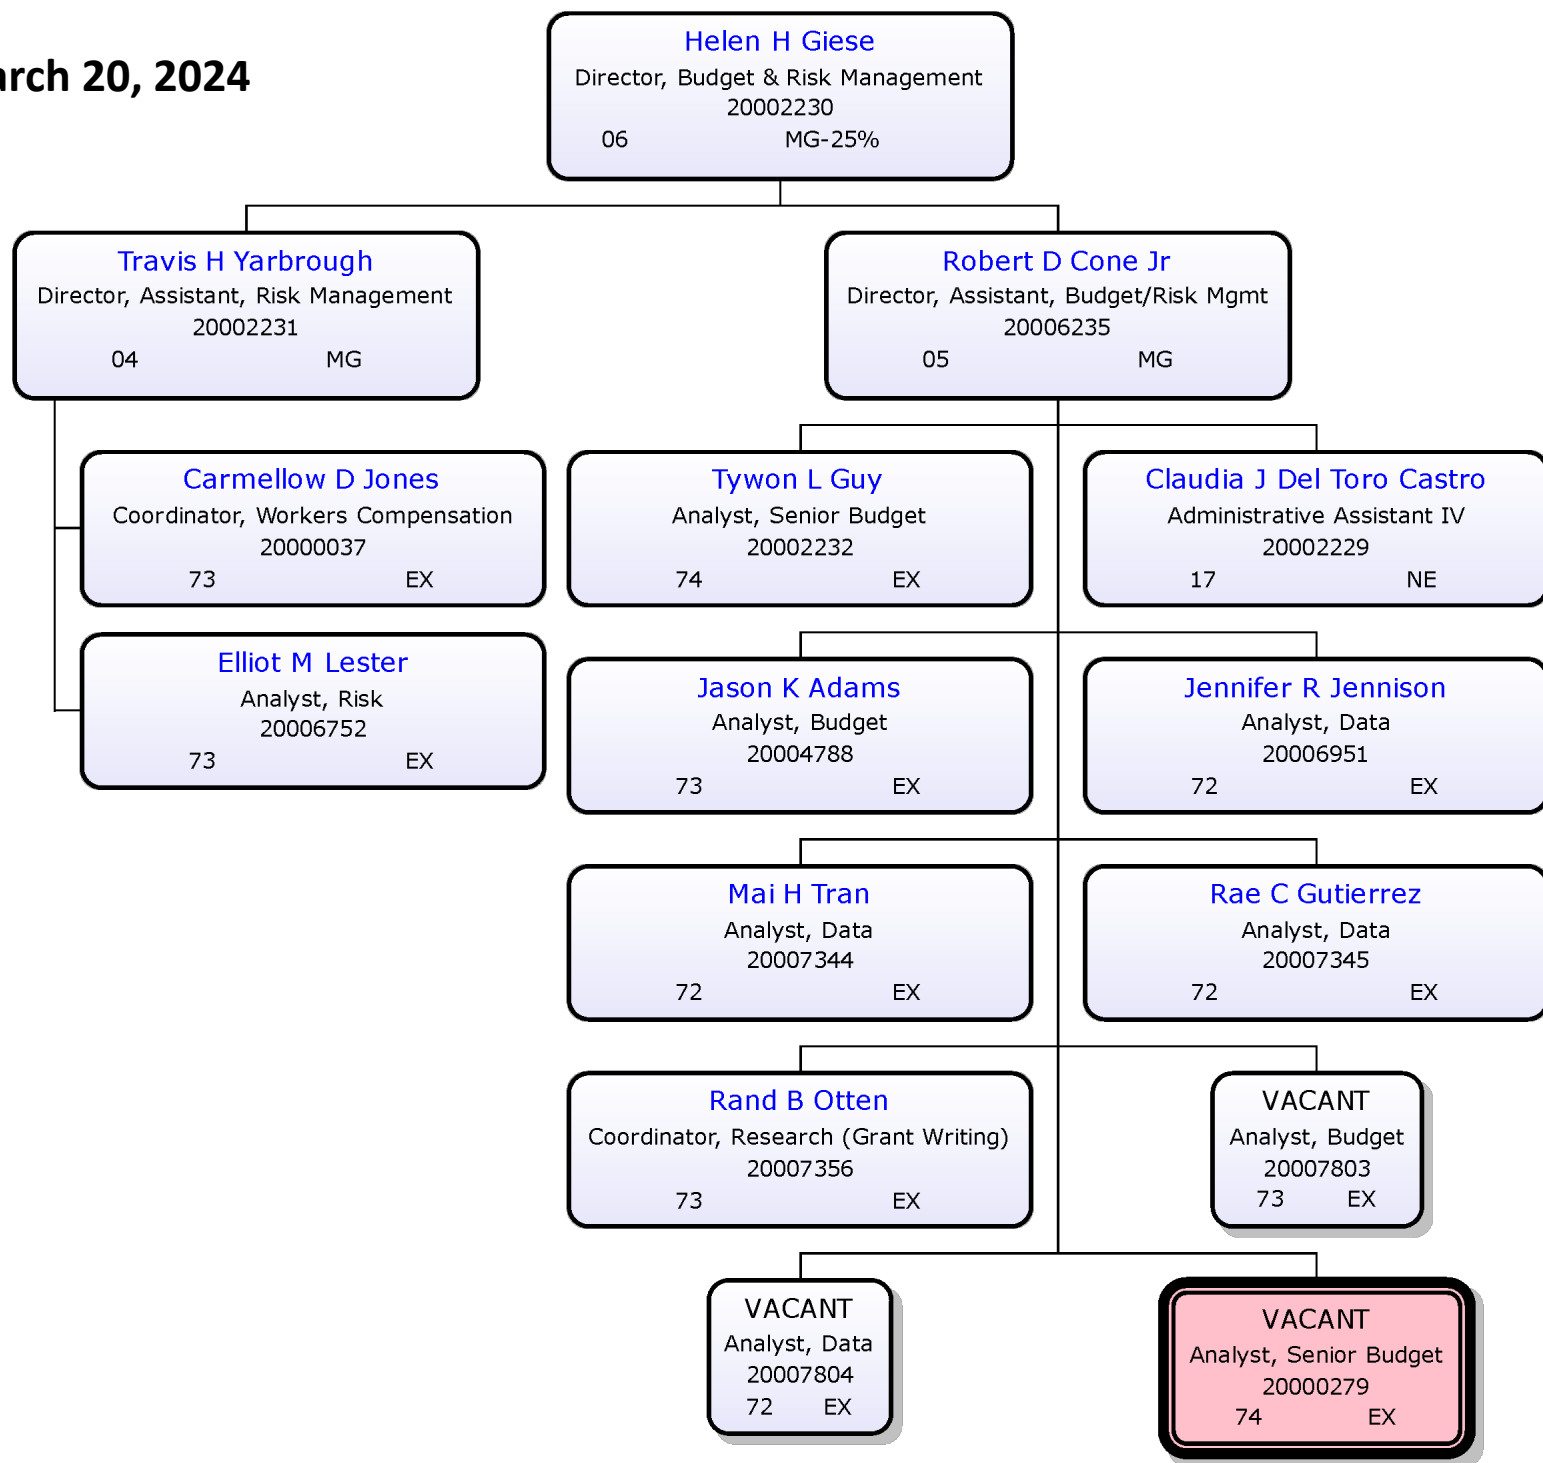 arch 20, 2024
Helen H Giese
Director, Budget & Risk Management
20002230
06 MG-25%
Travis H Yarbrough
Director, Assistant, Risk Management
20002231
04 MG
Robert D Cone Jr
Director, Assistant, Budget/Risk Mgmt
20006235
05 MG
Carmellow D Jones
Coordinator, Workers Compensation
20000037
73 EX
Tywon L Guy
Analyst, Senior Budget
20002232
74 EX
Claudia J Del Toro Castro
Administrative Assistant IV
20002229
17 NE
Elliot M Lester
Analyst, Risk
20006752
73 EX
Jason K Adams
Analyst, Budget
20004788
73 EX
Jennifer R Jennison
Analyst, Data
20006951
72 EX
Mai H Tran
Analyst, Data
20007344
72 EX
Rae C Gutierrez
Analyst, Data
20007345
72 EX
Rand B Otten
Coordinator, Research (Grant Writing)
20007356
73 EX
VACANT
Analyst, Budget
20007803
73 EX
VACANT
Analyst, Data
20007804
72 EX
VACANT
Analyst, Senior Budget
20000279
74 EX